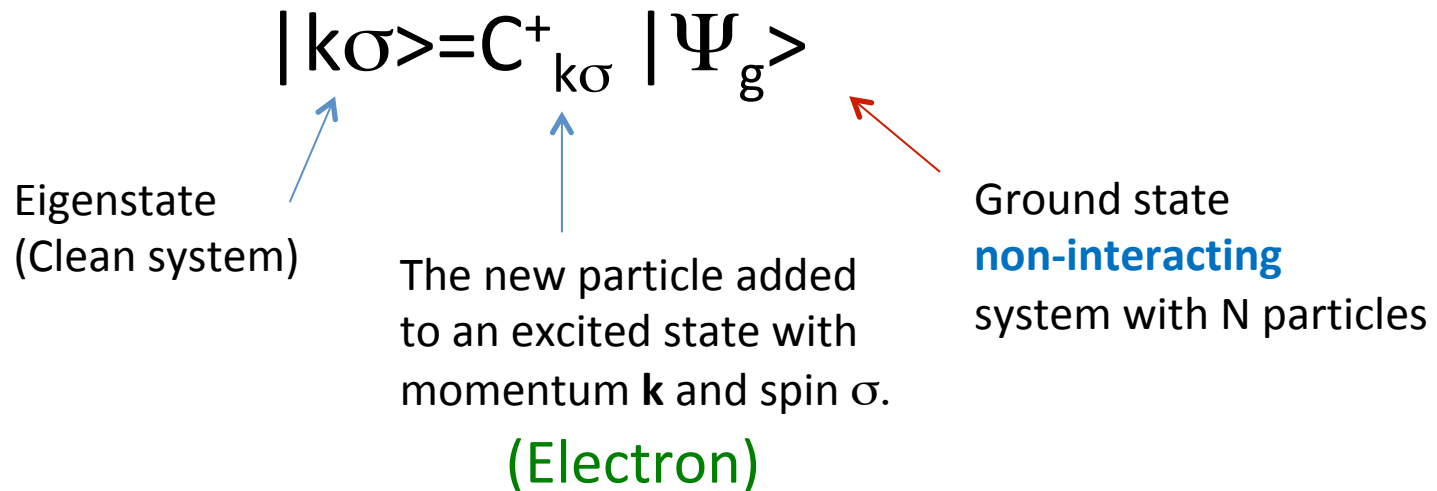 |kσ>=C⁺ₖσ |Ψg>
Eigenstate
(Clean system)
The new particle added
to an excited state with
momentum k and spin σ.
(Electron)
Ground state
non-interacting
system with N particles